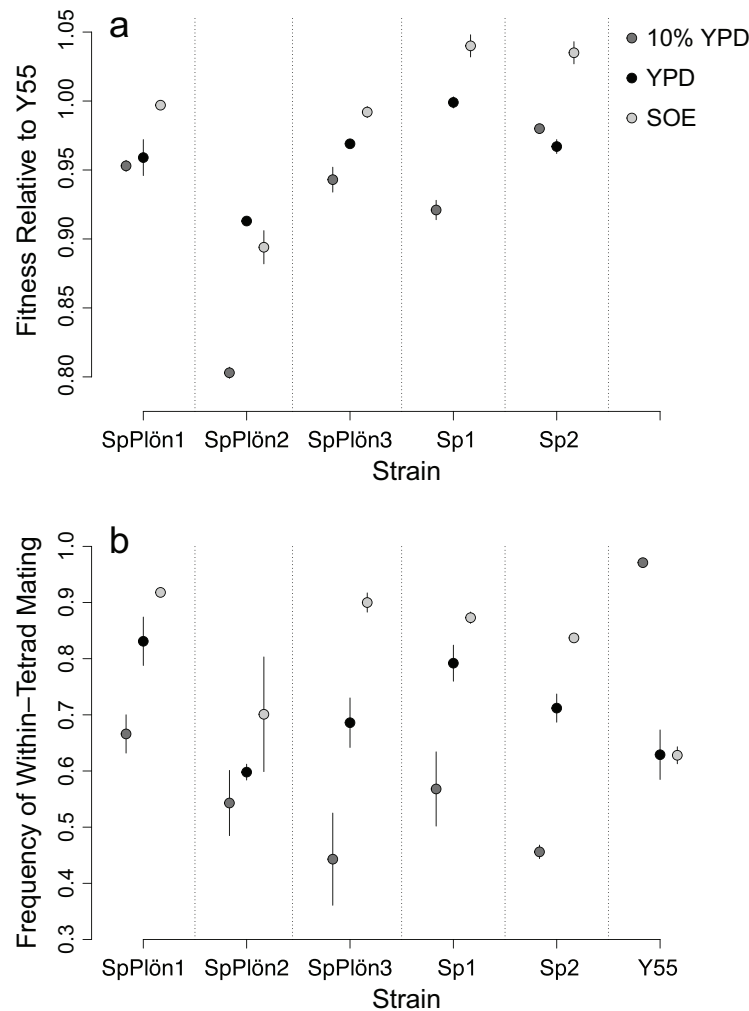 a
10% YPD
YPD
SOE
Fitness Relative to Y55
1.05
1.00
0.95
0.90
0.85
0.80
SpPlön1 SpPlön2 SpPlön3 Sp1 Sp2
Strain
b
Frequency of Within−Tetrad Mating
1.0
0.9
0.8
0.7
0.6
0.5
0.4
0.3
SpPlön1 SpPlön2 SpPlön3 Sp1 Sp2 Y55
Strain